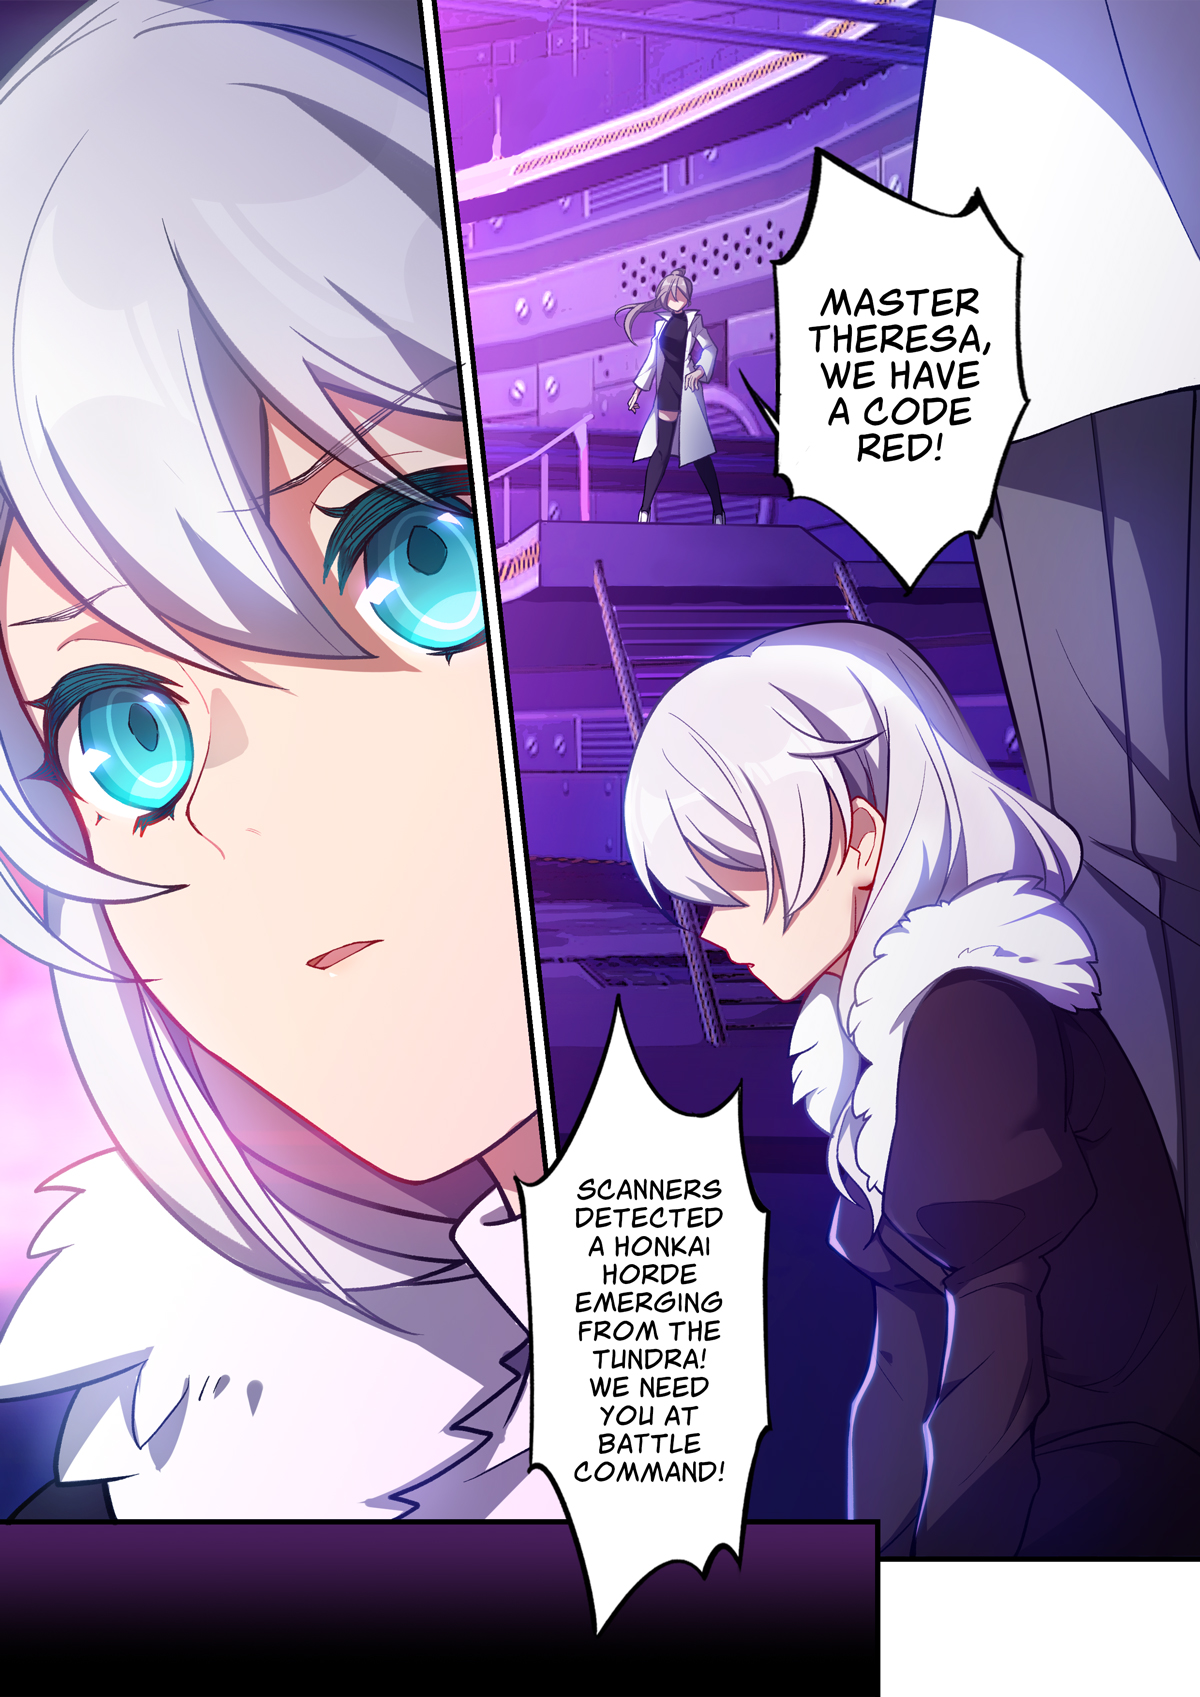 MASTER
THERESA,
WE HAVE
A CODE
RED!
SCANNERS
DETECTED
A HONKAI
HORDE
EMERGING
FROM THE
TUNDRA!
WE NEED
YOU AT
BATTLE
COMMAND!